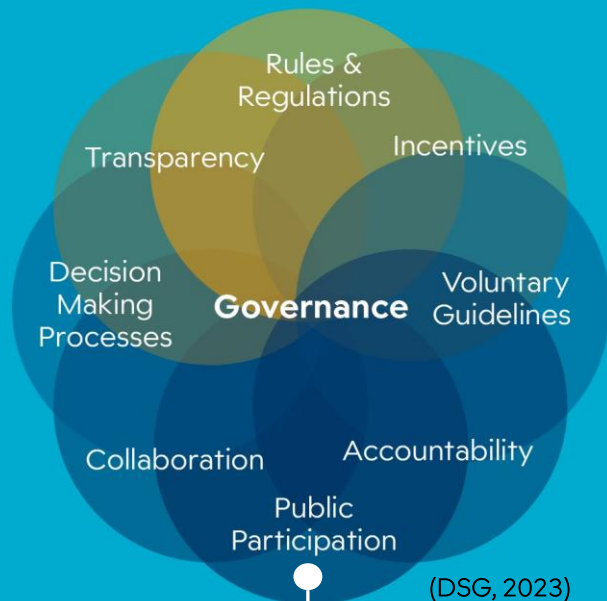 Rules &
Regulations
Transparency
Incentives
Decision
Making
Processes
Governance
Voluntary
Guidelines
Collaboration
Accountability
Public
Participation
(DSG, 2023)